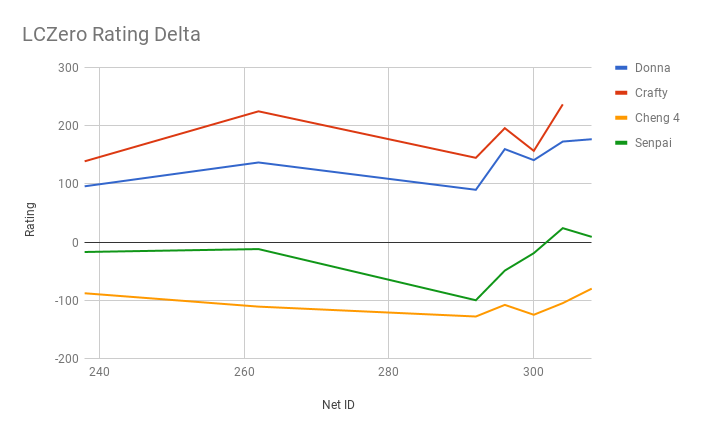 LCZero Rating Delta
300
200
100
0
-100
-200
240
260
280
300
Rating
Net ID
Donna
Crafty
Cheng 4
Senpai